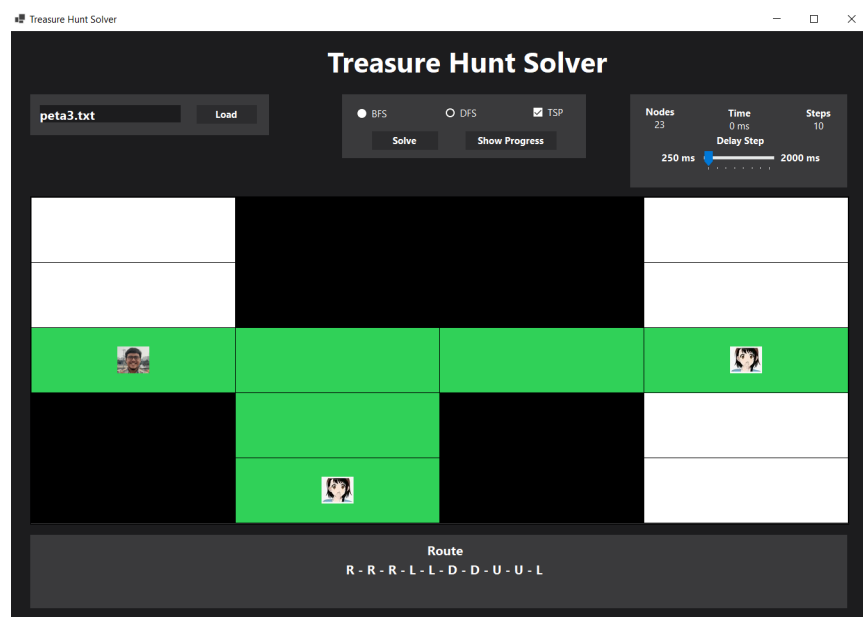 Treasure Hunt Solver
Treasure Hunt Solver
peta3.txt
Load
BFS
DFS
TSP
Solve
Show Progress
Nodes
Time
Steps
23
0 ms
10
Delay Step
250 ms
2000 ms
Route
R - R - R - L - L - D - D - U - U - L